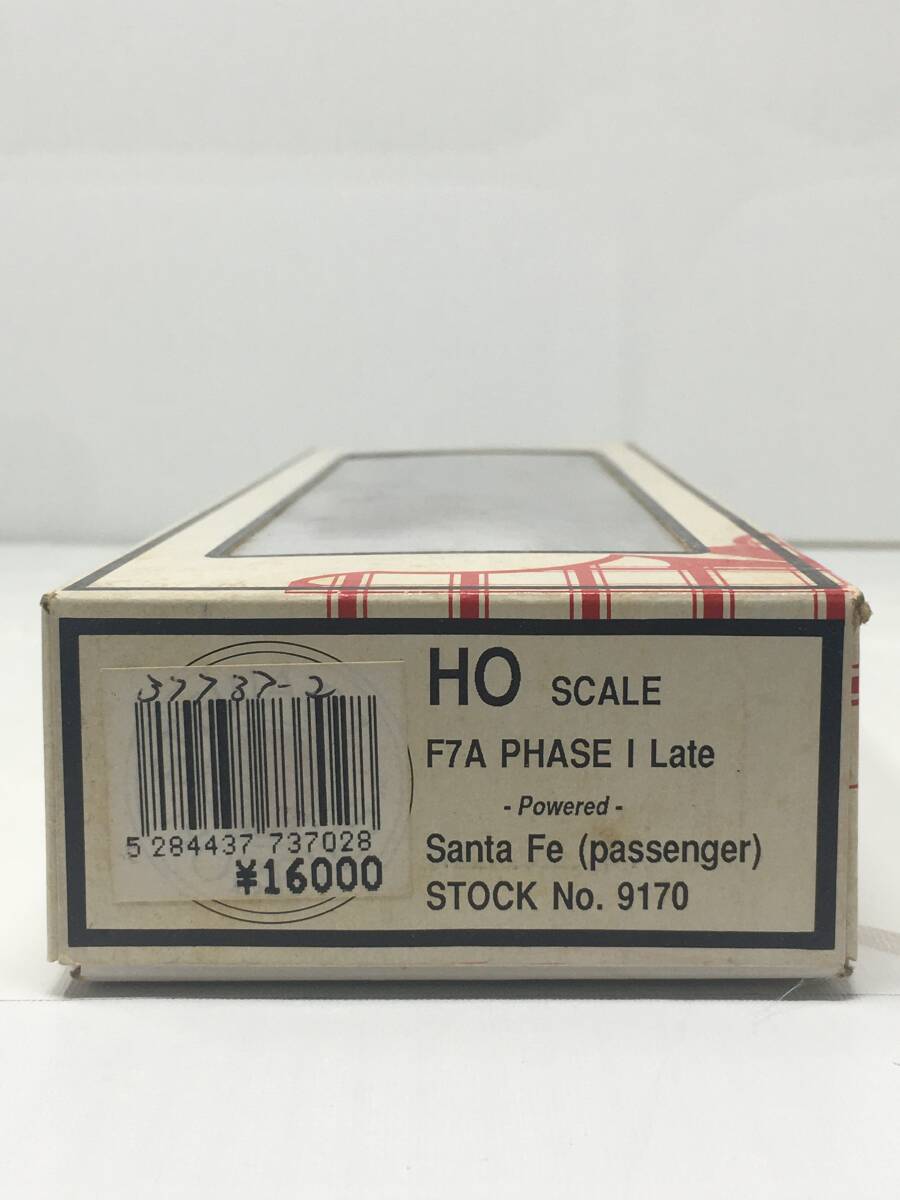 37737-2
5 284437 737028
¥16000
HO SCALE
F7A PHASE I Late
- Powered -
Santa Fe (passenger)
STOCK No. 9170